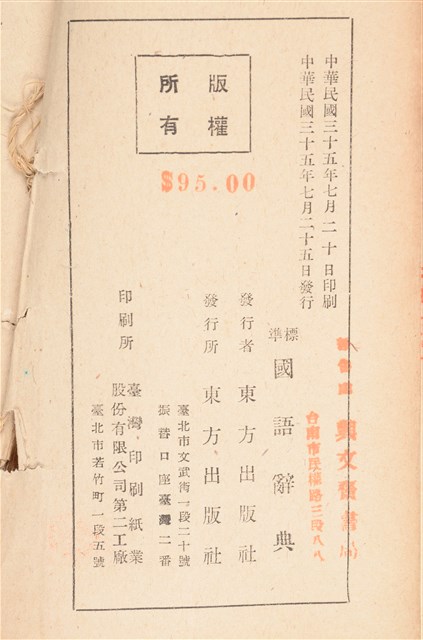 中華民國三十五年七月二十日印刷
中華民國三十五年七月二十五日發行
版權
所有
$95.00
標準
國語辭典
發行者 東方出版社
發行所 東方出版社
臺北市文武街一段二十號
振替口座臺灣二番
印刷所
臺灣印刷紙業
股份有限公司第二工廠
臺北市若竹町一段五號
台南市民權路三段八八